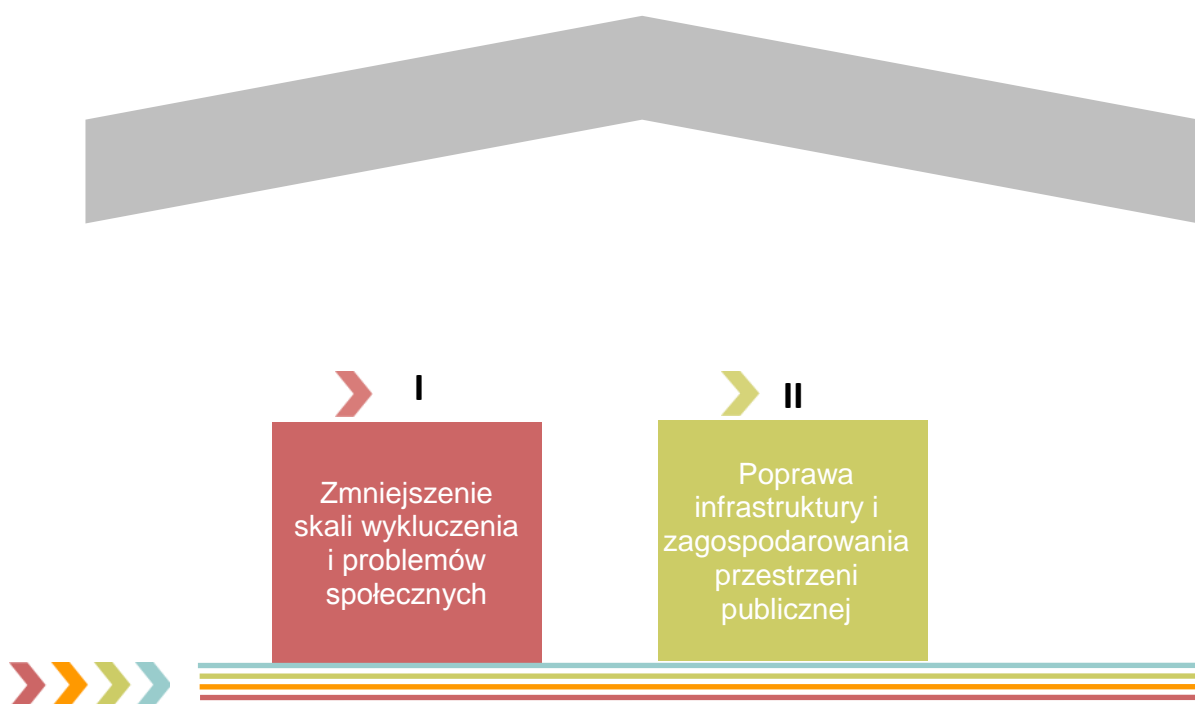 I
Zmniejszenie
skali wykluczenia
i problemów
społecznych
II
Poprawa
infrastruktury i
zagospodarowania
przestrzeni
publicznej